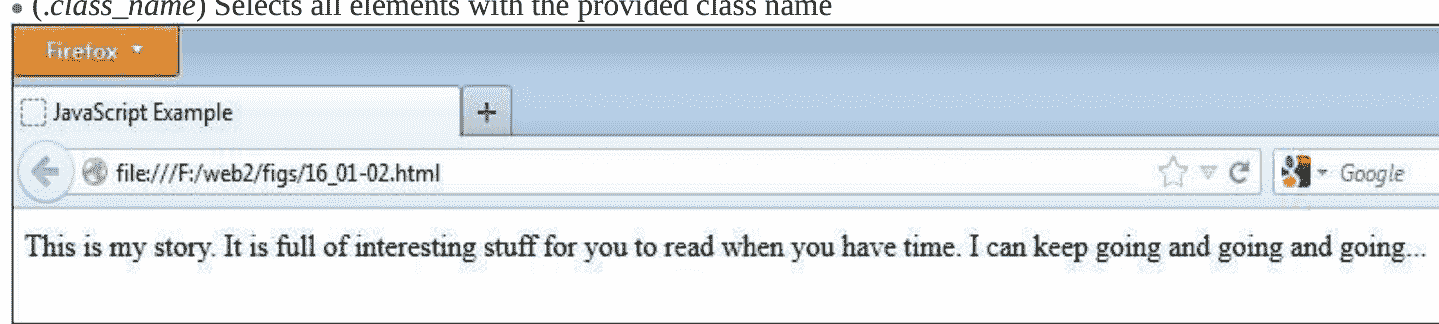 • (.class_name) Selects all elements with the provided class name
Firefox
JavaScript Example
+
file:///F:/web2/figs/16_01-02.html
Google
This is my story. It is full of interesting stuff for you to read when you have time. I can keep going and going and going...